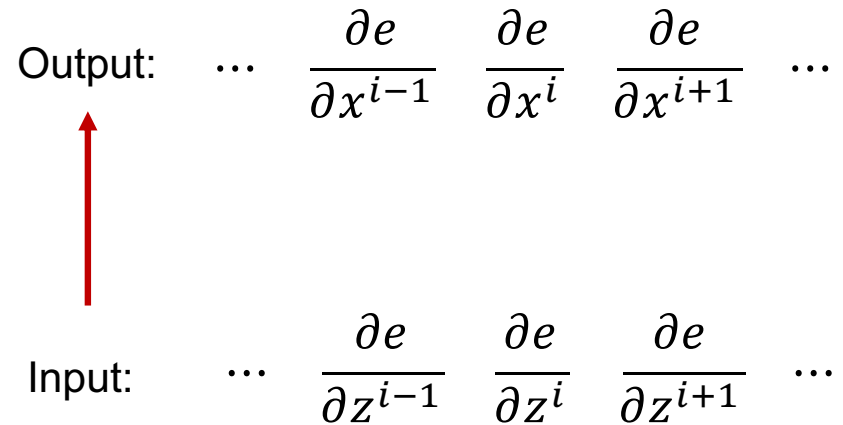 Output: ⋯ ∂e/∂x^{i−1} ∂e/∂x^{i} ∂e/∂x^{i+1} ⋯
Input: ⋯ ∂e/∂z^{i−1} ∂e/∂z^{i} ∂e/∂z^{i+1} ⋯